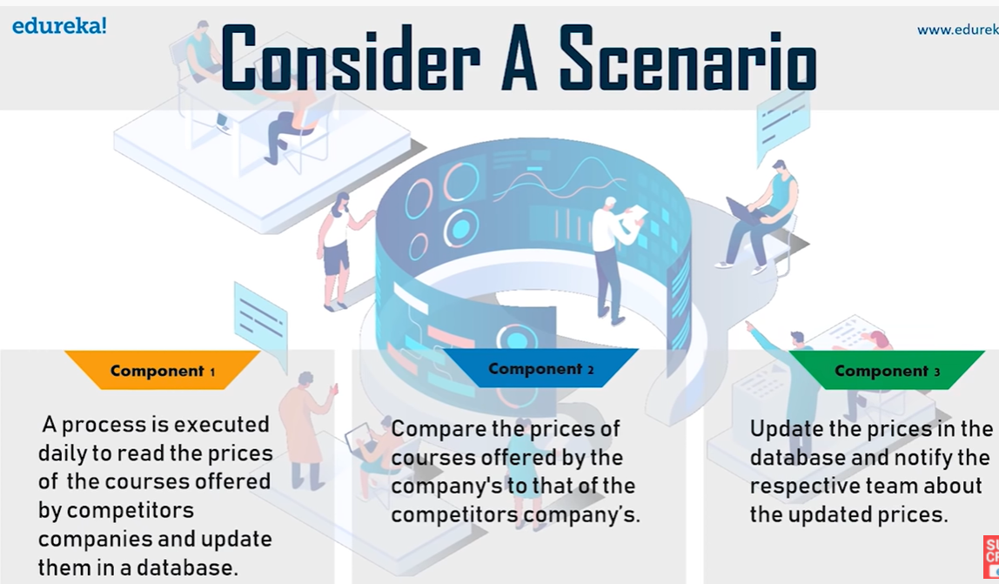 edureka!
www.edurek
Consider A Scenario
Component 1
A process is executed
daily to read the prices
of the courses offered
by competitors
companies and update
them in a database.
Component 2
Compare the prices of
courses offered by the
company's to that of the
competitors company's.
Component 3
Update the prices in the
database and notify the
respective team about
the updated prices.
SU
CR